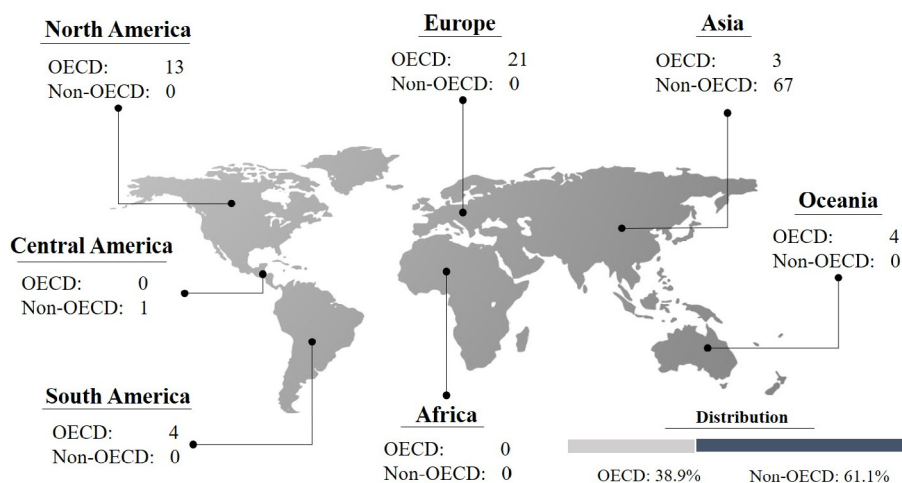 North America
OECD: 13
Non-OECD: 0
Europe
OECD: 21
Non-OECD: 0
Asia
OECD: 3
Non-OECD: 67
Oceania
OECD: 4
Non-OECD: 0
Central America
OECD: 0
Non-OECD: 1
South America
OECD: 4
Non-OECD: 0
Africa
OECD: 0
Non-OECD: 0
Distribution
OECD: 38.9% Non-OECD: 61.1%